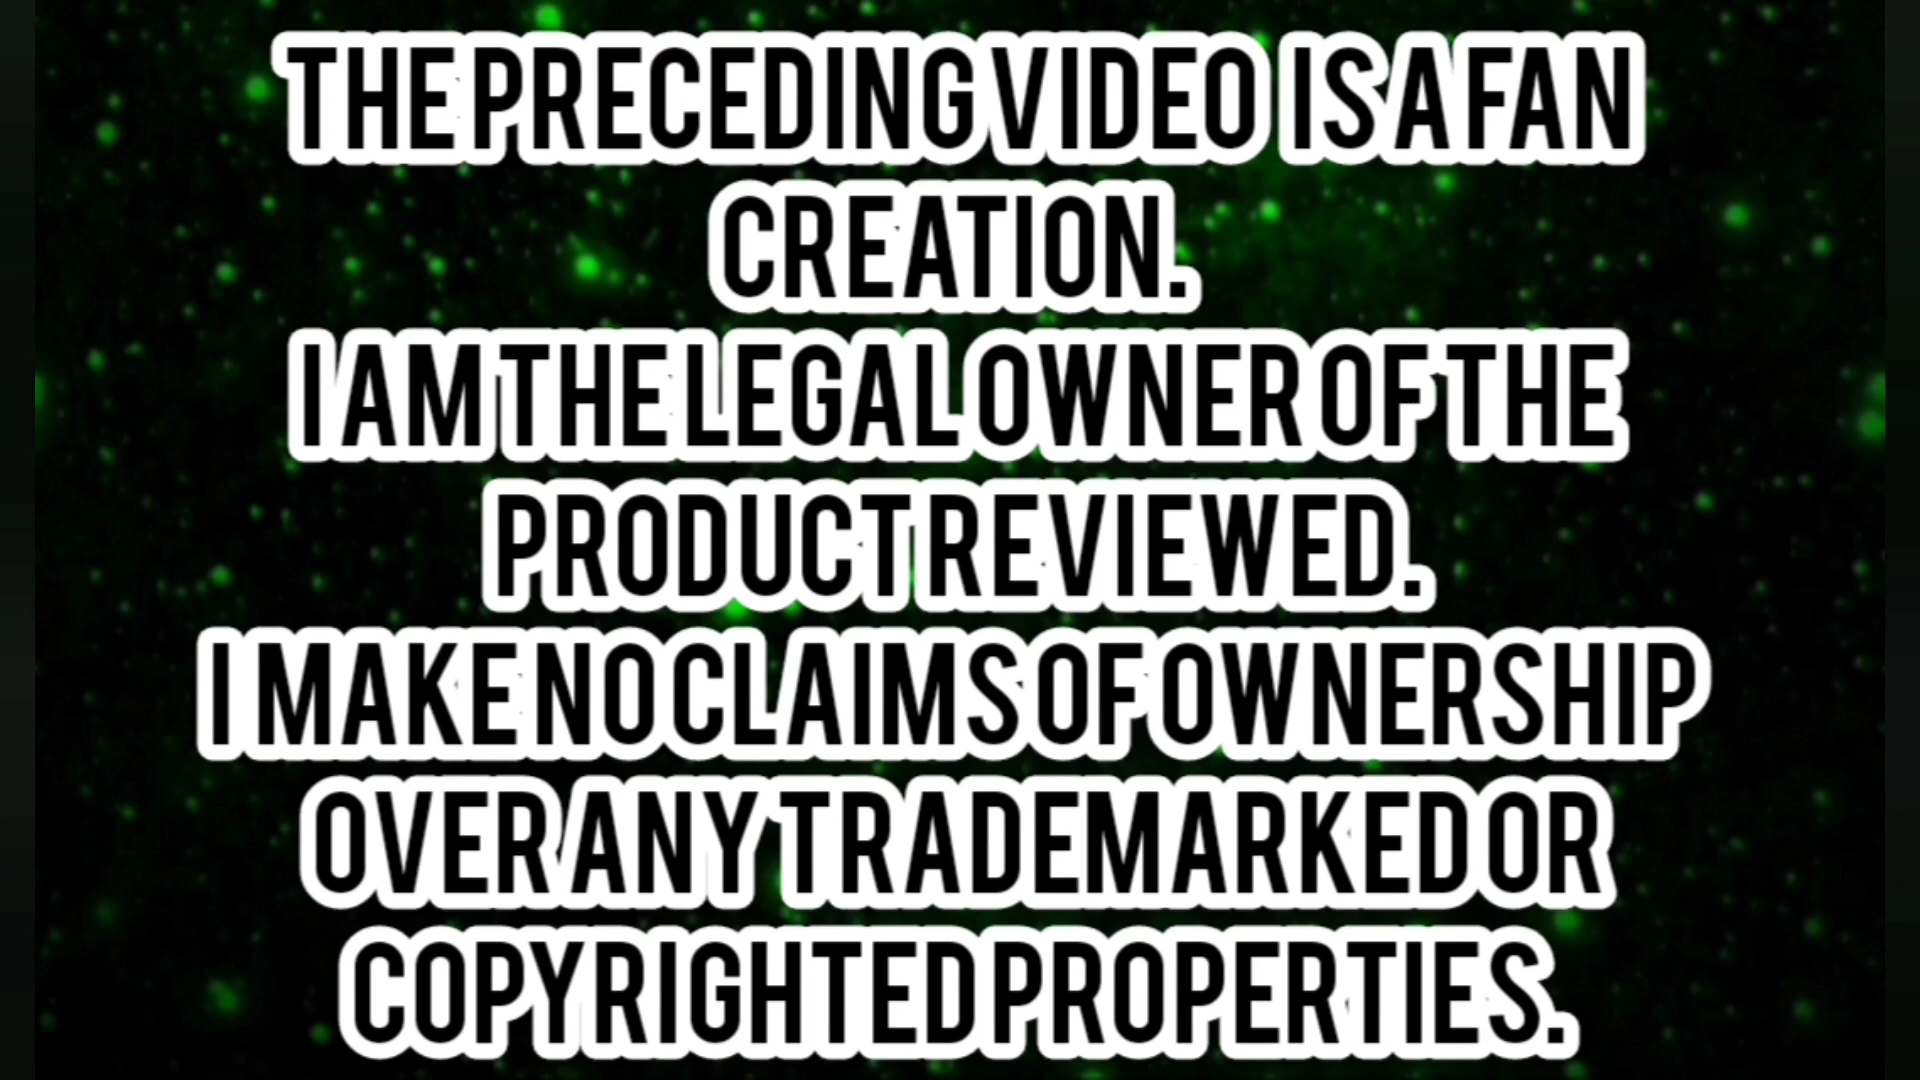 THE PRECEDING VIDEO IS A FAN
CREATION.
I AM THE LEGAL OWNER OF THE
PRODUCT REVIEWED.
I MAKE NO CLAIMS OF OWNERSHIP
OVER ANY TRADEMARKED OR
COPYRIGHTED PROPERTIES.